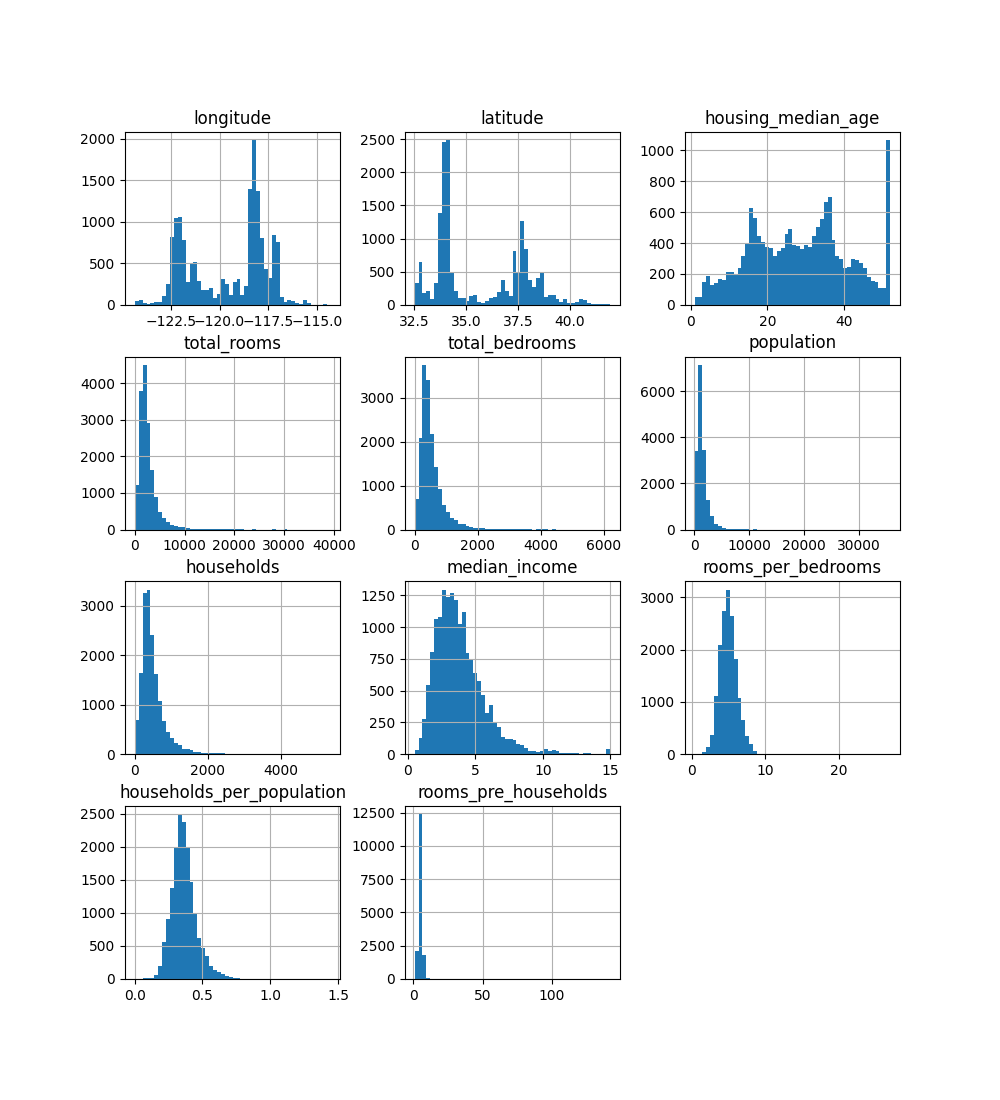 longitude
2000
1500
1000
500
0
−122.5 −120.0 −117.5 −115.0
latitude
2500
2000
1500
1000
500
0
32.5 35.0 37.5 40.0
housing_median_age
1000
800
600
400
200
0
0 20 40
total_rooms
4000
3000
2000
1000
0
0 10000 20000 30000 40000
total_bedrooms
3000
2000
1000
0
0 2000 4000 6000
population
6000
4000
2000
0
0 10000 20000 30000
households
3000
2000
1000
0
0 2000 4000
median_income
1250
1000
750
500
250
0
0 5 10 15
rooms_per_bedrooms
3000
2000
1000
0
0 10 20
households_per_population
2500
2000
1500
1000
500
0
0.0 0.5 1.0 1.5
rooms_pre_households
12500
10000
7500
5000
2500
0
0 50 100